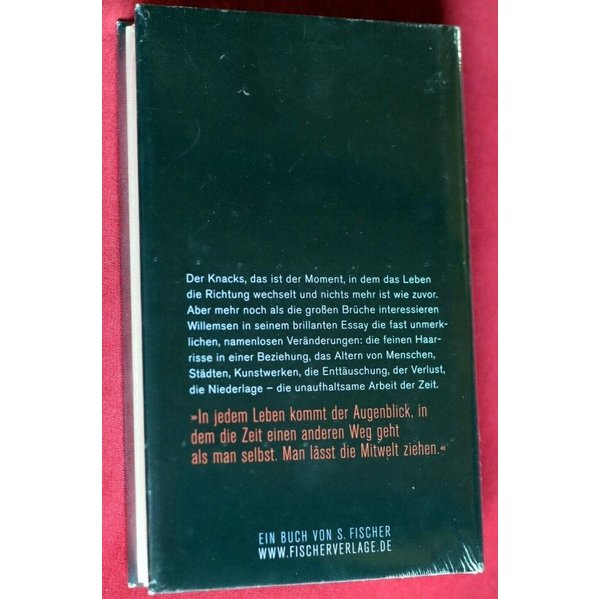 Der Knacks, das ist der Moment, in dem das Leben
die Richtung wechselt und nichts mehr ist wie zuvor.
Aber mehr noch als die großen Brüche interessieren
Willemsen in seinem brillanten Essay die fast unmerk-
lichen, namenlosen Veränderungen: die feinen Haar-
risse in einer Beziehung, das Altern von Menschen,
Städten, Kunstwerken, die Enttäuschung, der Verlust,
die Niederlage – die unaufhaltsame Arbeit der Zeit.
»In jedem Leben kommt der Augenblick, in
dem die Zeit einen anderen Weg geht
als man selbst. Man lässt die Mitwelt ziehen.«
EIN BUCH VON S. FISCHER
WWW.FISCHERVERLAGE.DE